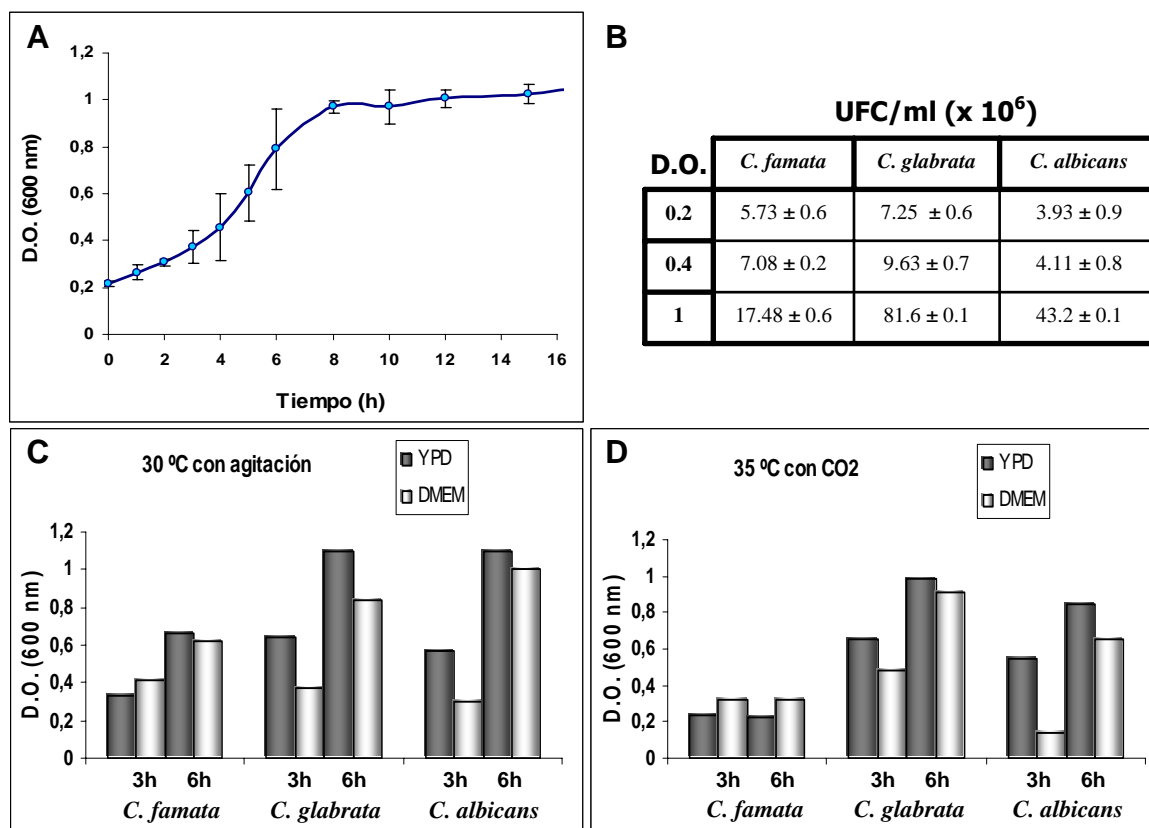 A
1,2
1
0,8
0,6
0,4
0,2
0
D.O. (600 nm)
0 2 4 6 8 10 12 14 16
Tiempo (h)
B
UFC/ml (x 10⁶)
D.O. C. famata C. glabrata C. albicans
0.2 5.73 ± 0.6 7.25 ± 0.6 3.93 ± 0.9
0.4 7.08 ± 0.2 9.63 ± 0.7 4.11 ± 0.8
1 17.48 ± 0.6 81.6 ± 0.1 43.2 ± 0.1
C
30 ºC con agitación
YPD
DMEM
1,2
1
0,8
0,6
0,4
0,2
0
D.O. (600 nm)
3h 6h 3h 6h 3h 6h
C. famata C. glabrata C. albicans
D
35 ºC con CO2
YPD
DMEM
1,2
1
0,8
0,6
0,4
0,2
0
D.O. (600 nm)
3h 6h 3h 6h 3h 6h
C. famata C. glabrata C. albicans